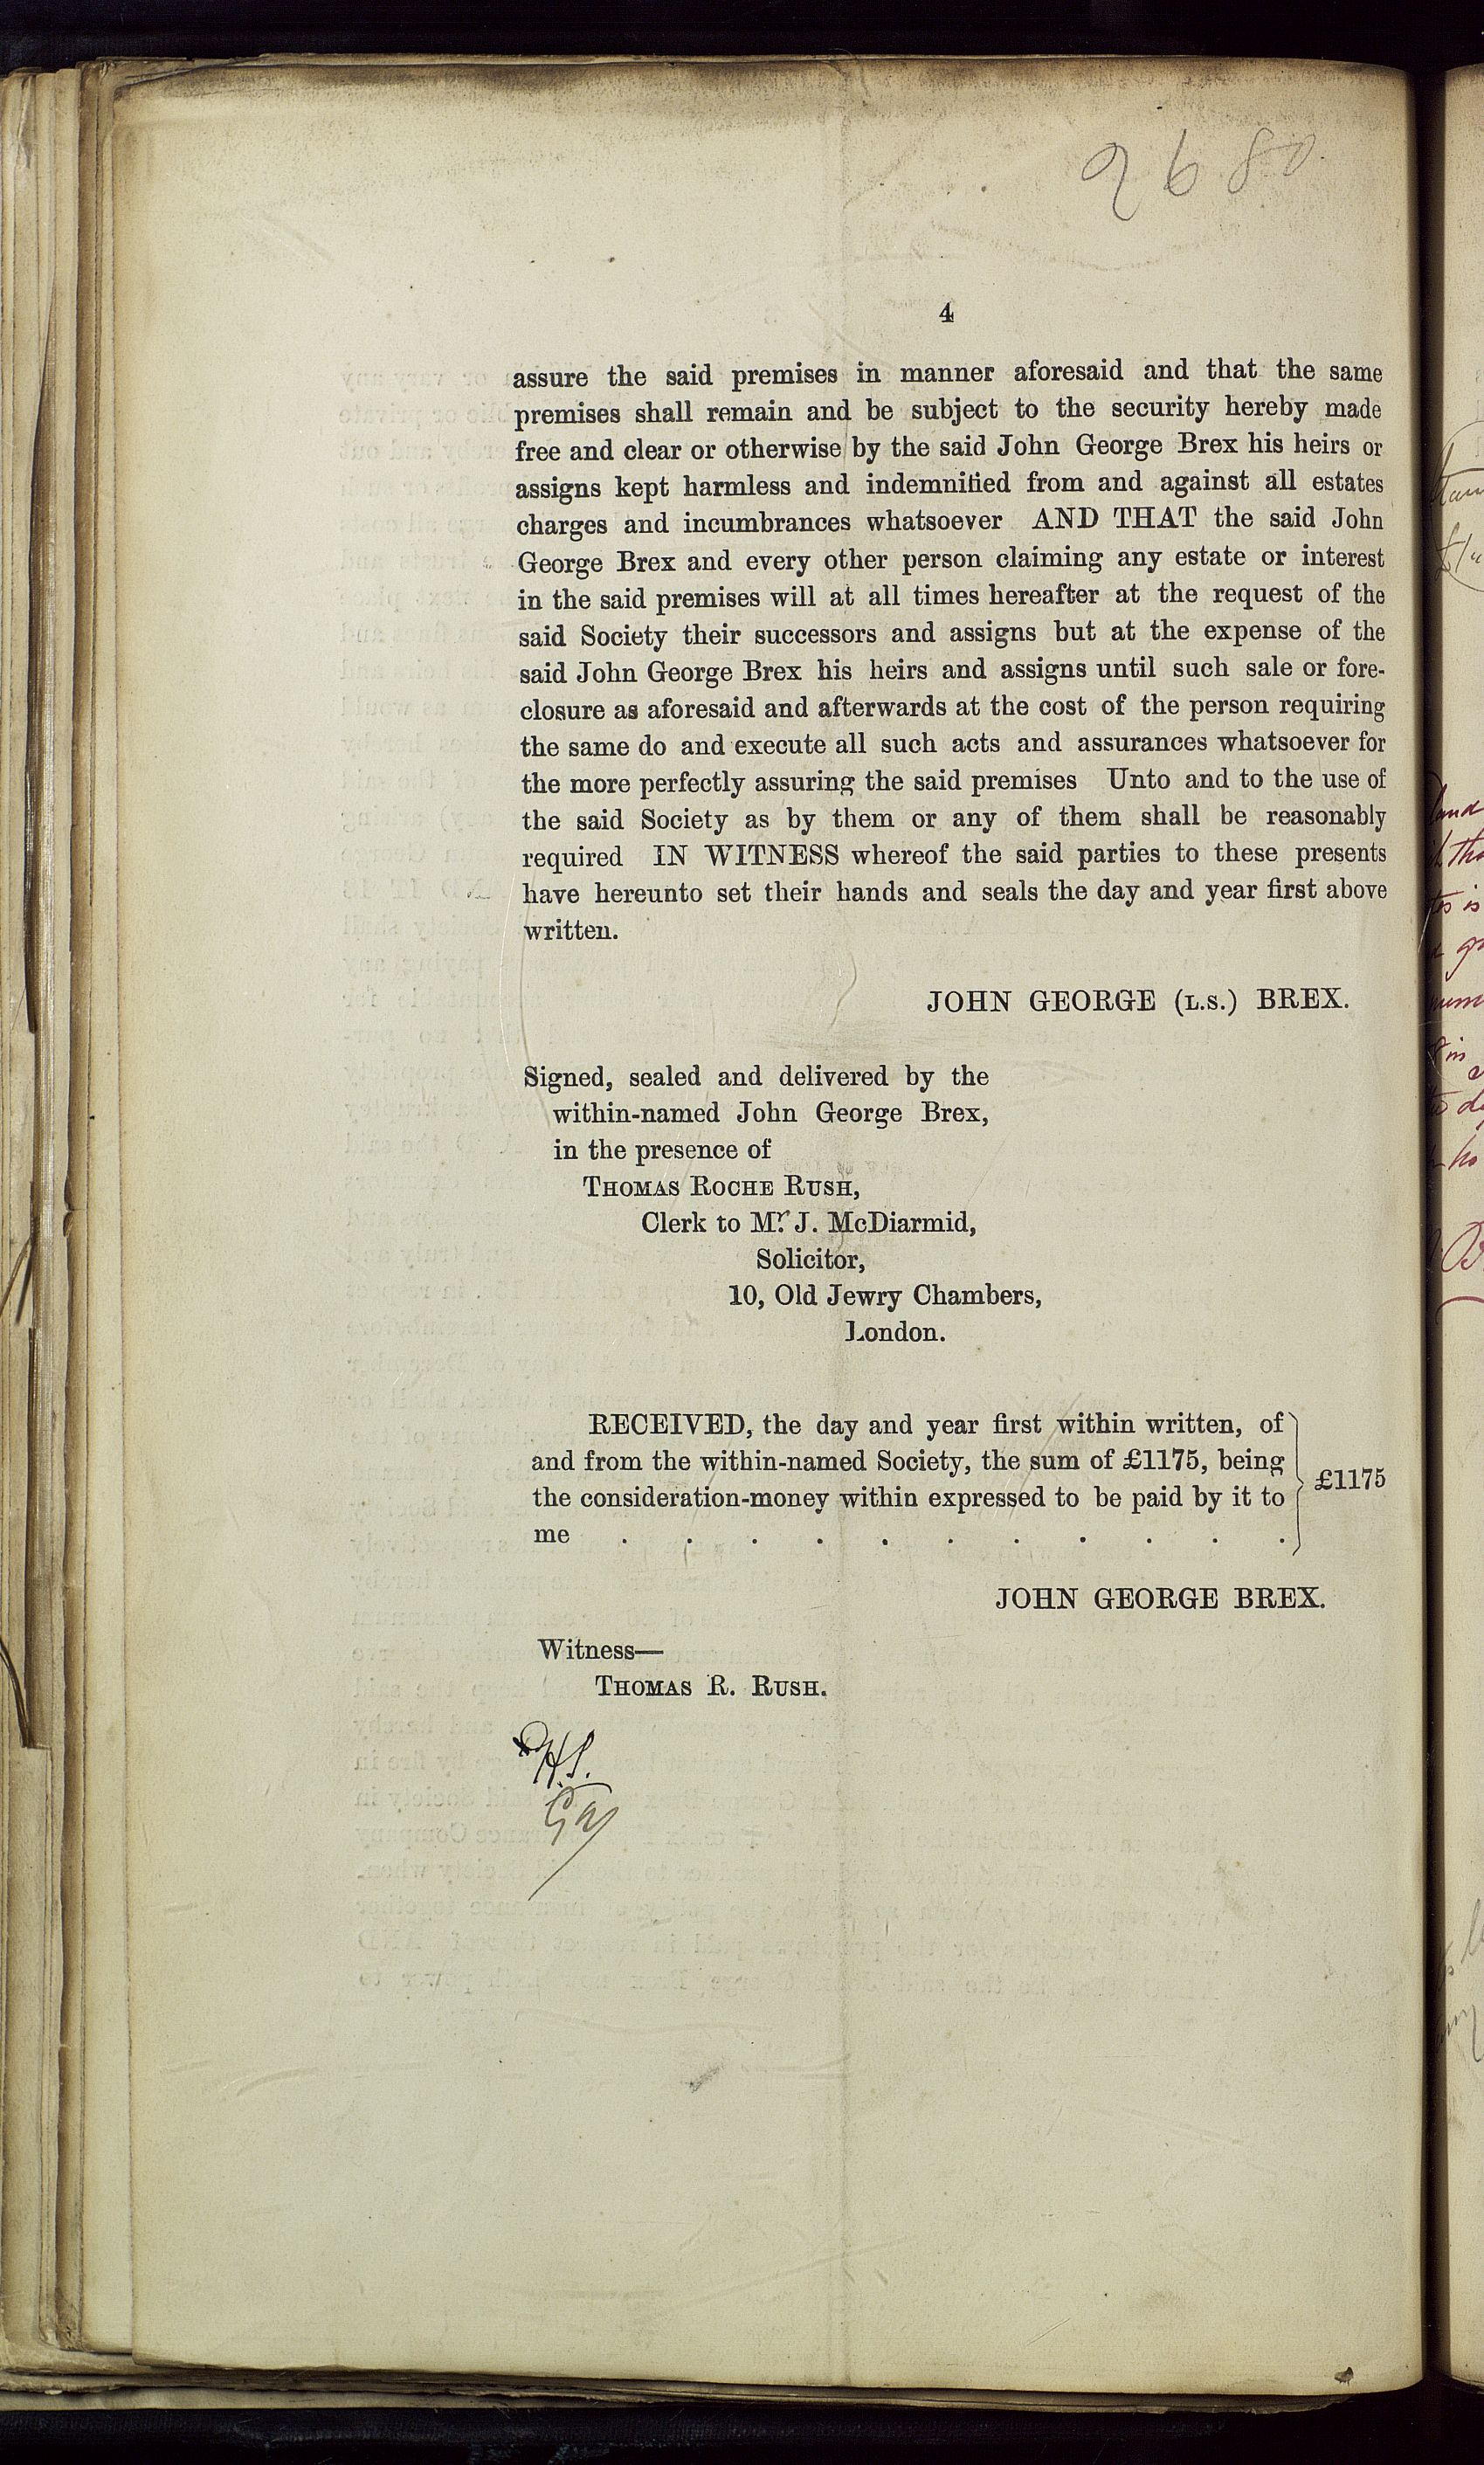 2680
4
assure the said premises in manner aforesaid and that the same
premises shall remain and be subject to the security hereby made
free and clear or otherwise by the said John George Brex his heirs or
assigns kept harmless and indemnified from and against all estates
charges and incumbrances whatsoever AND THAT the said John
George Brex and every other person claiming any estate or interest
in the said premises will at all times hereafter at the request of the
said Society their successors and assigns but at the expense of the
said John George Brex his heirs and assigns until such sale or fore-
closure as aforesaid and afterwards at the cost of the person requiring
the same do and execute all such acts and assurances whatsoever for
the more perfectly assuring the said premises Unto and to the use of
the said Society as by them or any of them shall be reasonably
required IN WITNESS whereof the said parties to these presents
have hereunto set their hands and seals the day and year first above
written.
JOHN GEORGE (L.S.) BREX.
Signed, sealed and delivered by the
within-named John George Brex,
in the presence of
THOMAS ROCHE RUSH,
Clerk to Mr. J. McDiarmid,
Solicitor,
10, Old Jewry Chambers,
London.
RECEIVED, the day and year first within written, of
and from the within-named Society, the sum of £1175, being
the consideration-money within expressed to be paid by it to
me . . . . . . . . . . .
£1175
JOHN GEORGE BREX.
Witness—
THOMAS R. RUSH.
H.S.